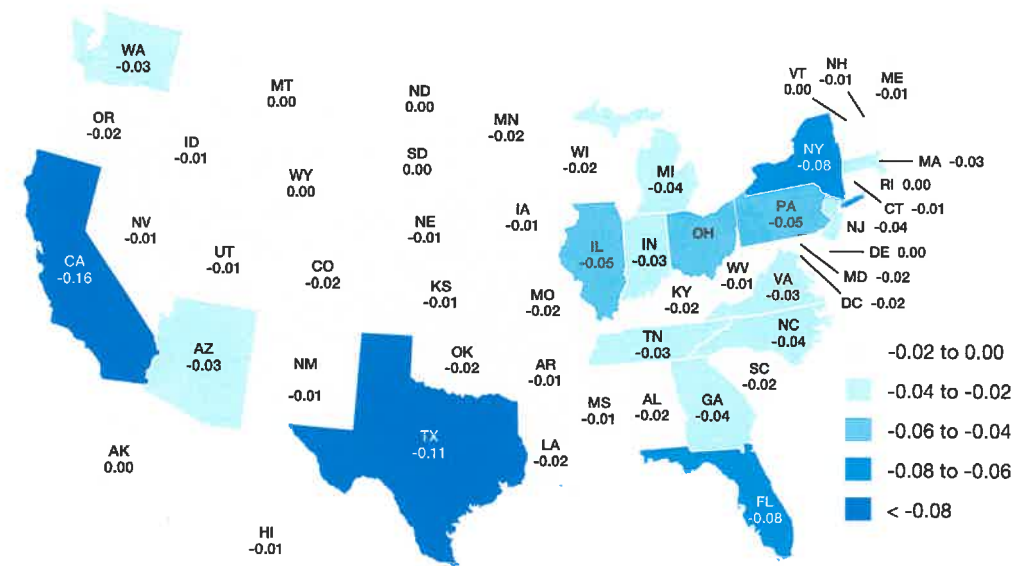 WA
-0.03
MT
0.00
ND
0.00
MN
-0.02
OR
-0.02
ID
-0.01
WY
0.00
SD
0.00
WI
-0.02
MI
-0.04
VT
0.00
NH
-0.01
ME
-0.01
NY
-0.08
MA -0.03
RI 0.00
CT -0.01
NJ -0.04
DE 0.00
MD -0.02
DC -0.02
PA
-0.05
CA
-0.16
NV
-0.01
UT
-0.01
CO
-0.02
NE
-0.01
IA
-0.01
KS
-0.01
MO
-0.02
IL
-0.05
IN
-0.03
OH
WV
-0.01
KY
-0.02
VA
-0.03
NC
-0.04
TN
-0.03
SC
-0.02
AZ
-0.03
NM
-0.01
OK
-0.02
AR
-0.01
TX
-0.11
LA
-0.02
MS
-0.01
AL
-0.02
GA
-0.04
FL
-0.08
AK
0.00
HI
-0.01
-0.02 to 0.00
-0.04 to -0.02
-0.06 to -0.04
-0.08 to -0.06
< -0.08